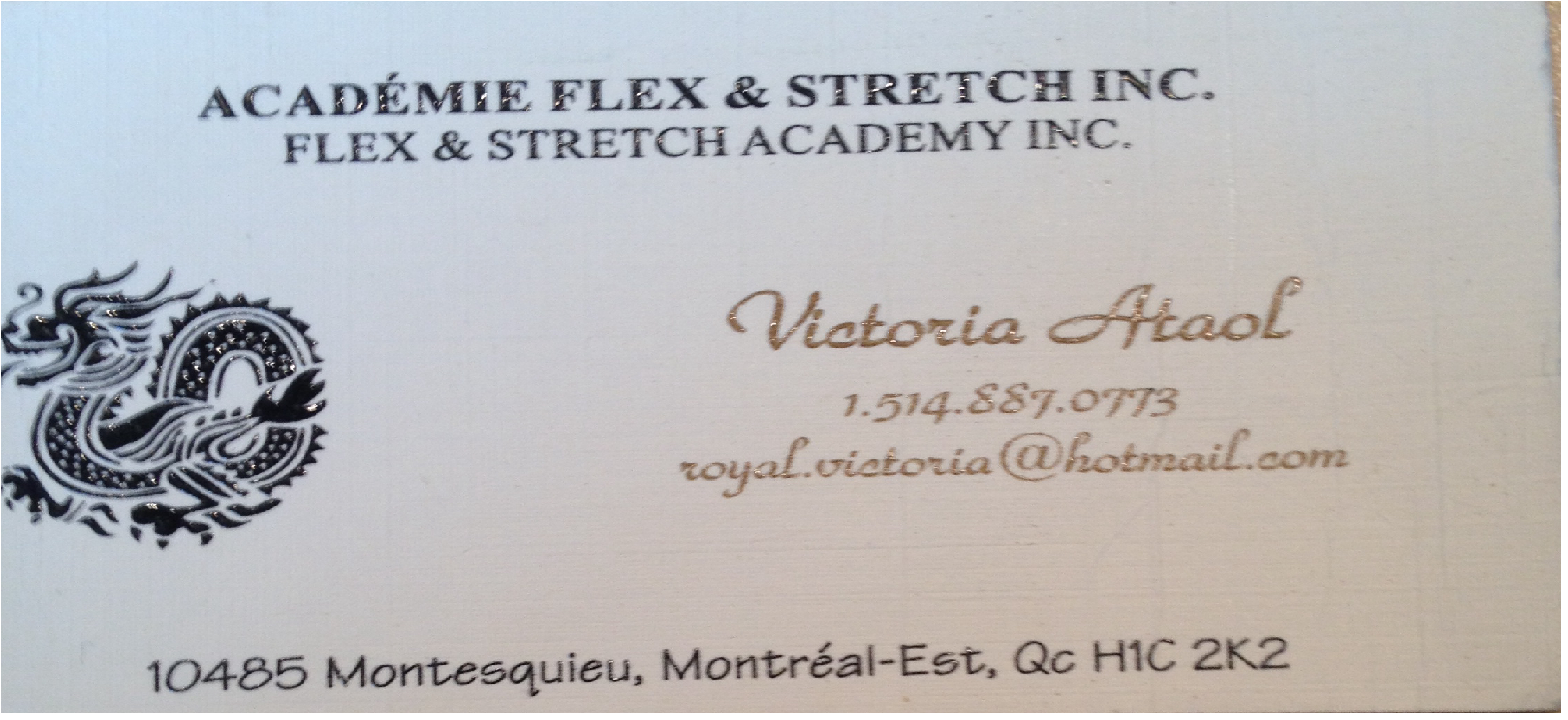 ACADÉMIE FLEX & STRETCH INC.
FLEX & STRETCH ACADEMY INC.
Victoria Ataol
1.514.887.0773
royal.victoria@hotmail.com
10485 Montesquieu, Montréal-Est, Qc H1C 2K2